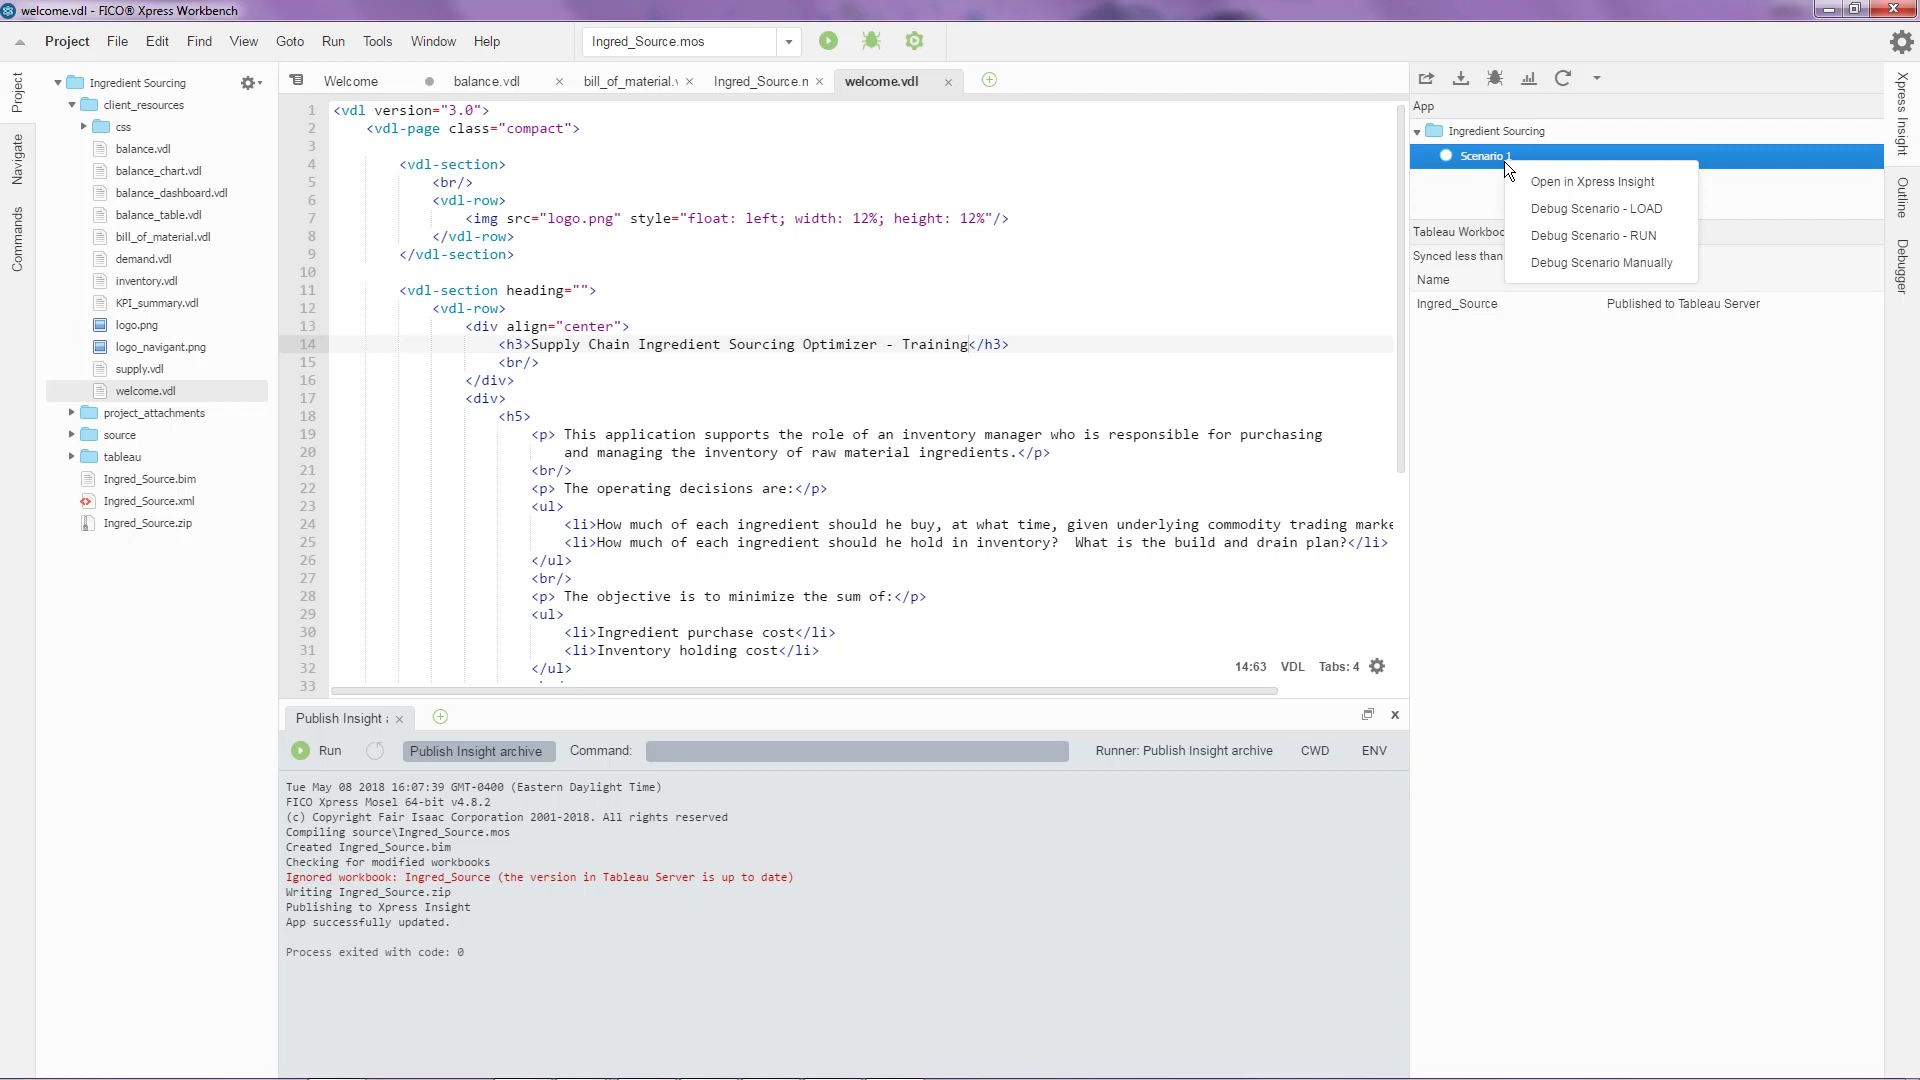 welcome.vdl - FICO® Xpress Workbench
Project File Edit Find View Goto Run Tools Window Help
Ingred_Source.mos
Project
Navigate
Commands
Ingredient Sourcing
client_resources
css
balance.vdl
balance_chart.vdl
balance_dashboard.vdl
balance_table.vdl
bill_of_material.vdl
demand.vdl
inventory.vdl
KPI_summary.vdl
logo.png
logo_navigant.png
supply.vdl
welcome.vdl
project_attachments
source
tableau
Ingred_Source.bim
Ingred_Source.xml
Ingred_Source.zip
Welcome balance.vdl bill_of_material.v Ingred_Source.m welcome.vdl
1 <vdl version="3.0">
2 <vdl-page class="compact">
3
4 <vdl-section>
5 <br/>
6 <vdl-row>
7 <img src="logo.png" style="float: left; width: 12%; height: 12%"/>
8 </vdl-row>
9 </vdl-section>
10
11 <vdl-section heading="">
12 <vdl-row>
13 <div align="center">
14 <h3>Supply Chain Ingredient Sourcing Optimizer - Training</h3>
15 <br/>
16 </div>
17 <div>
18 <h5>
19 <p> This application supports the role of an inventory manager who is responsible for purchasing
20 and managing the inventory of raw material ingredients.</p>
21 <br/>
22 <p> The operating decisions are:</p>
23 <ul>
24 <li>How much of each ingredient should he buy, at what time, given underlying commodity trading marke
25 <li>How much of each ingredient should he hold in inventory?  What is the build and drain plan?</li>
26 </ul>
27 <br/>
28 <p> The objective is to minimize the sum of:</p>
29 <ul>
30 <li>Ingredient purchase cost</li>
31 <li>Inventory holding cost</li>
32 </ul>
33
14:63 VDL Tabs: 4
Publish Insight a
Run Publish Insight archive Command: Runner: Publish Insight archive CWD ENV
Tue May 08 2018 16:07:39 GMT-0400 (Eastern Daylight Time)
FICO Xpress Mosel 64-bit v4.8.2
(c) Copyright Fair Isaac Corporation 2001-2018. All rights reserved
Compiling source\Ingred_Source.mos
Created Ingred_Source.bim
Checking for modified workbooks
Ignored workbook: Ingred_Source (the version in Tableau Server is up to date)
Writing Ingred_Source.zip
Publishing to Xpress Insight
App successfully updated.
Process exited with code: 0
App
Ingredient Sourcing
Scenario 1
Open in Xpress Insight
Debug Scenario - LOAD
Debug Scenario - RUN
Debug Scenario Manually
Tableau Workboo
Synced less than
Name
Ingred_Source Published to Tableau Server
Xpress Insight
Outline
Debugger